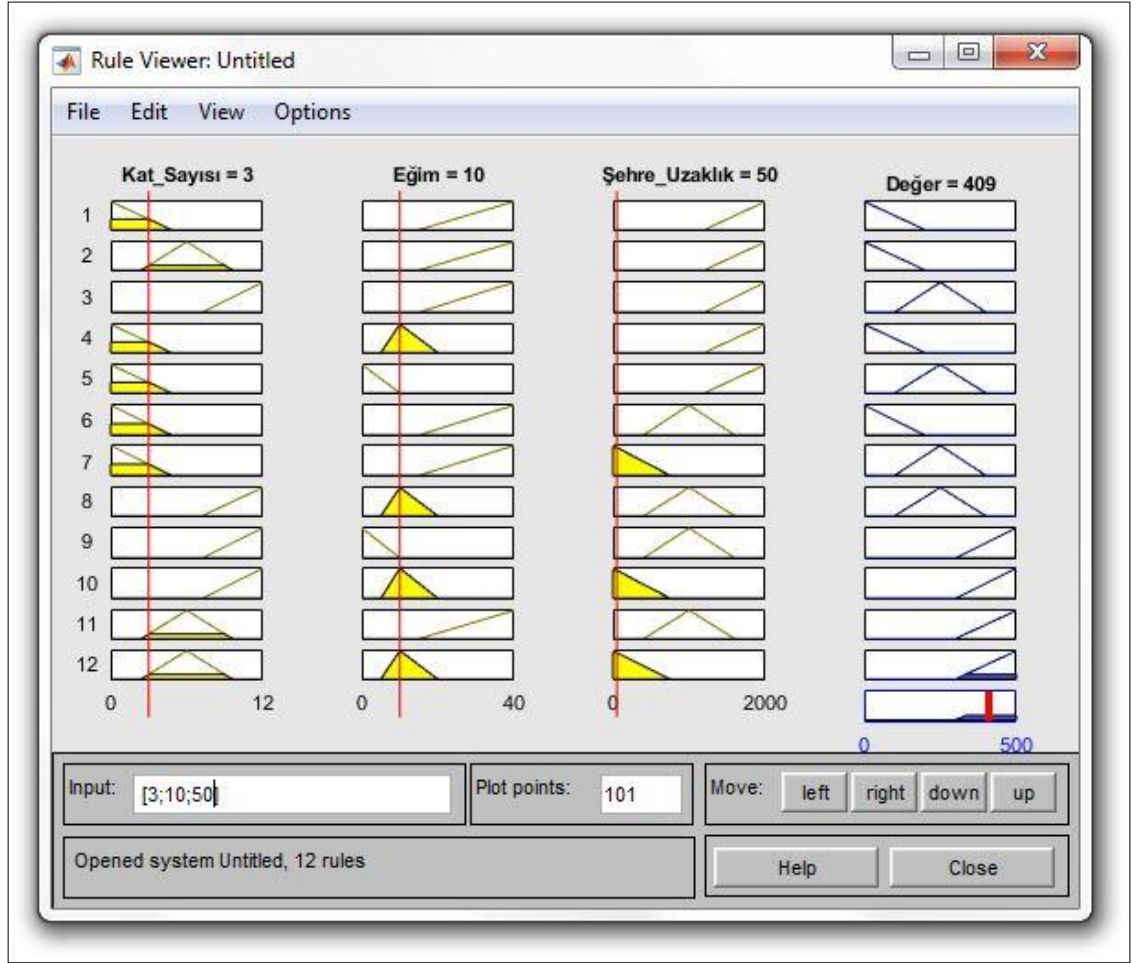 Rule Viewer: Untitled
File Edit View Options
Kat_Sayısı = 3 Eğim = 10 Şehre_Uzaklık = 50 Değer = 409
1
2
3
4
5
6
7
8
9
10
11
12
0 12 0 40 0 2000
0 500
Input: [3;10;50] Plot points: 101 Move: left right down up
Opened system Untitled, 12 rules Help Close